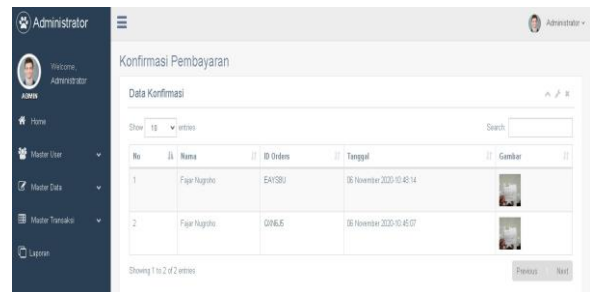 Administrator
Administrator
Welcome,
Administrator
ADMIN
Home
Master User
Master Data
Master Transaksi
Laporan
Konfirmasi Pembayaran
Data Konfirmasi
Show 10 entries
Search:
No Nama ID Orders Tanggal Gambar
1 Fajar Nugroho EAYSBU 06 November 2020-10:48:14
2 Fajar Nugroho 06 November 2020-10:45:07
Showing 1 to 2 of 2 entries
Previous Next